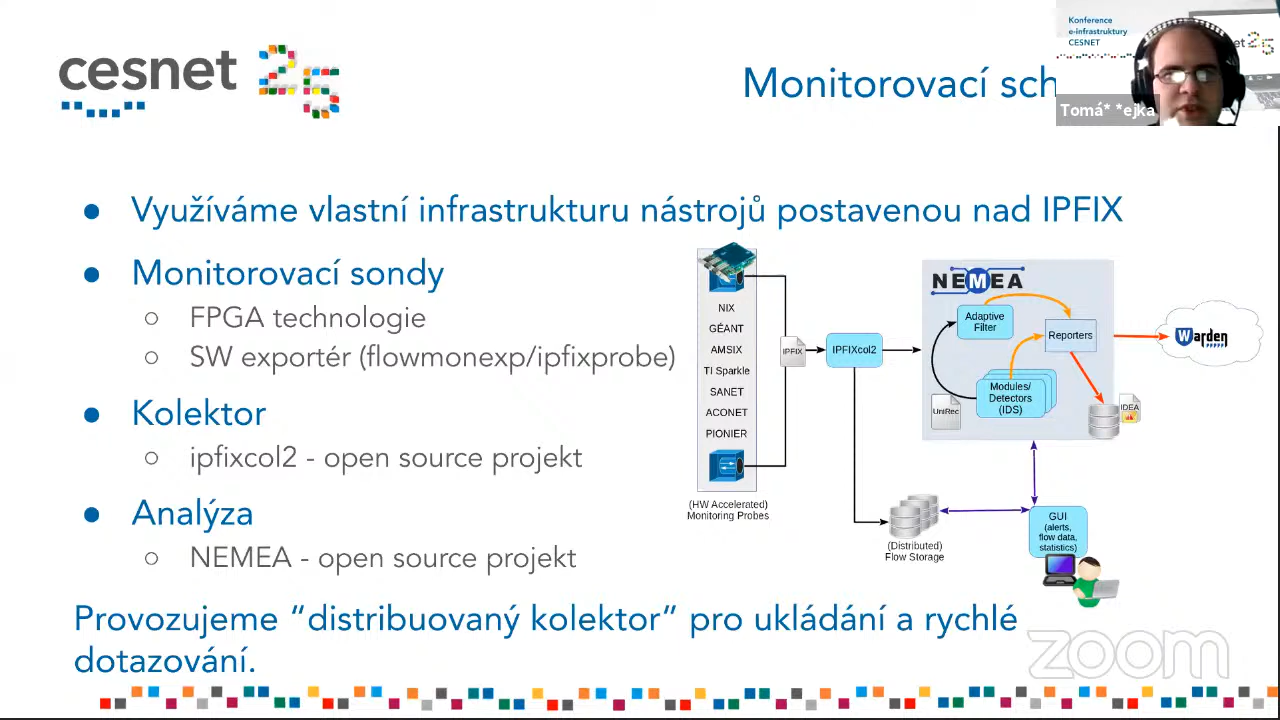 cesnet 25
Monitorovací sch
Konference
e-infrastruktury
CESNET
Tomá* *ejka
● Využíváme vlastní infrastrukturu nástrojů postavenou nad IPFIX
● Monitorovací sondy
○ FPGA technologie
○ SW exportér (flowmonexp/ipfixprobe)
● Kolektor
○ ipfixcol2 - open source projekt
● Analýza
○ NEMEA - open source projekt
Provozujeme “distribuovaný kolektor” pro ukládání a rychlé
dotazování.
NIX
GÉANT
AMSIX
TI Sparkle
SANET
ACONET
PIONIER
(HW Accelerated)
Monitoring Probes
IPFIX
IPFIXcol2
NEMEA
Adaptive
Filter
Reporters
Modules/
Detectors
(IDS)
UniRec
IDEA
Warden
(Distributed)
Flow Storage
GUI
(alerts,
flow data,
statistics)
zoom